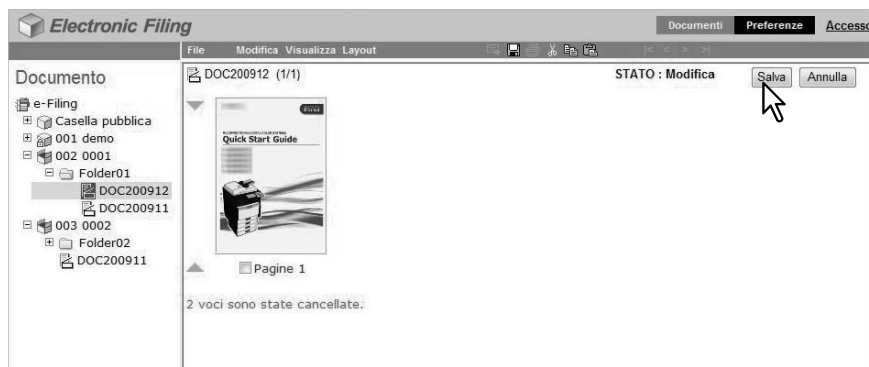 Electronic Filing
Documenti Preferenze Accesso
File Modifica Visualizza Layout
Documento
e-Filing
Casella pubblica
001 demo
002 0001
Folder01
DOC200912
DOC200911
003 0002
Folder02
DOC200911
DOC200912 (1/1)
STATO : Modifica
Salva Annulla
Quick Start Guide
Pagine 1
2 voci sono state cancellate.